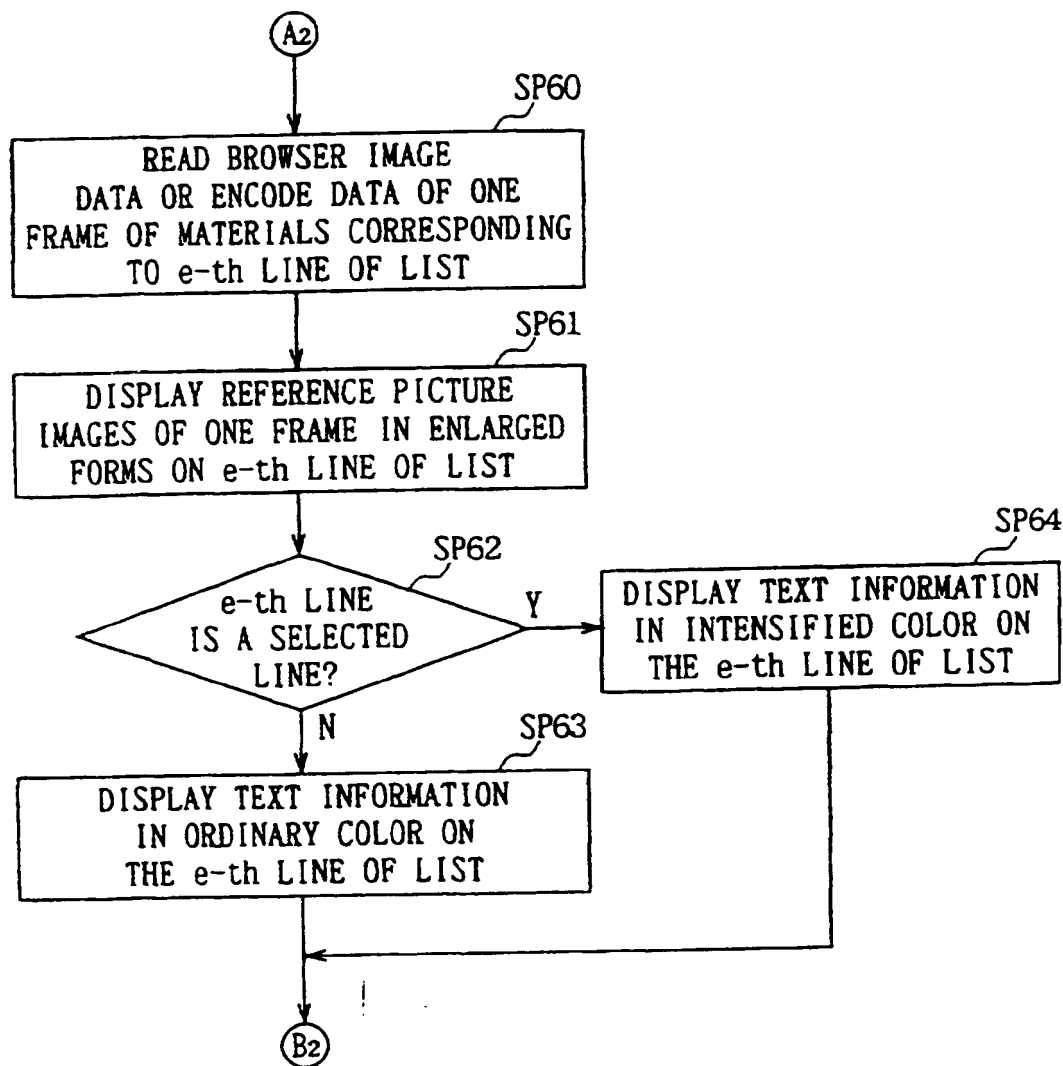 A2
SP60
READ BROWSER IMAGE
DATA OR ENCODE DATA OF ONE
FRAME OF MATERIALS CORRESPONDING
TO e-th LINE OF LIST
SP61
DISPLAY REFERENCE PICTURE
IMAGES OF ONE FRAME IN ENLARGED
FORMS ON e-th LINE OF LIST
SP62
e-th LINE
IS A SELECTED
LINE?
Y
N
SP64
DISPLAY TEXT INFORMATION
IN INTENSIFIED COLOR ON
THE e-th LINE OF LIST
SP63
DISPLAY TEXT INFORMATION
IN ORDINARY COLOR ON
THE e-th LINE OF LIST
B2